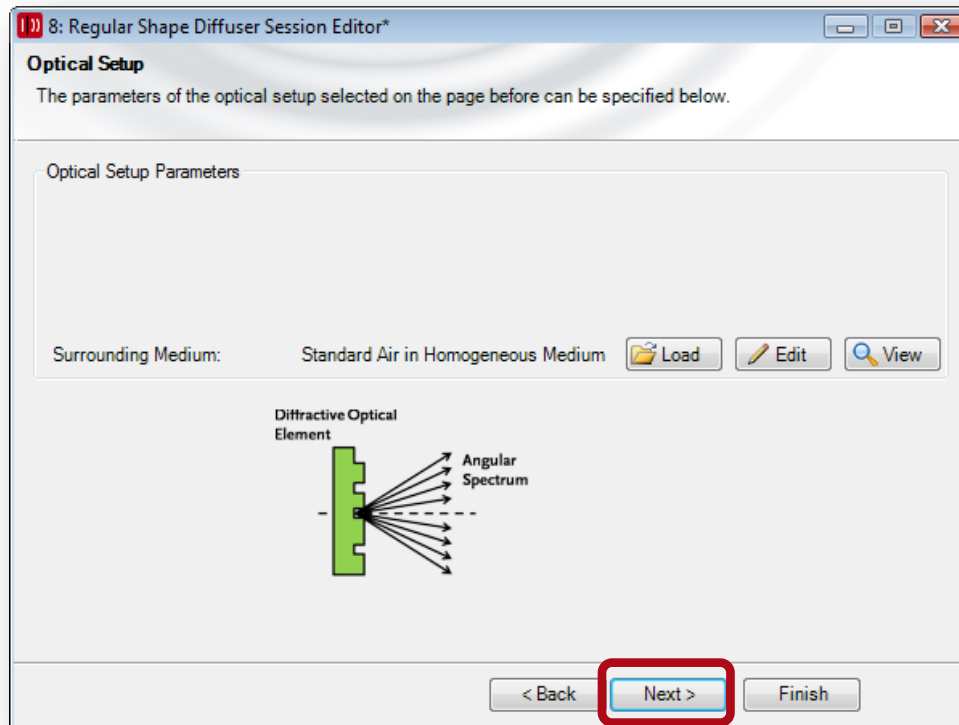 8: Regular Shape Diffuser Session Editor*
Optical Setup
The parameters of the optical setup selected on the page before can be specified below.
Optical Setup Parameters
Surrounding Medium: Standard Air in Homogeneous Medium Load Edit View
Diffractive Optical
Element
Angular
Spectrum
< Back Next > Finish